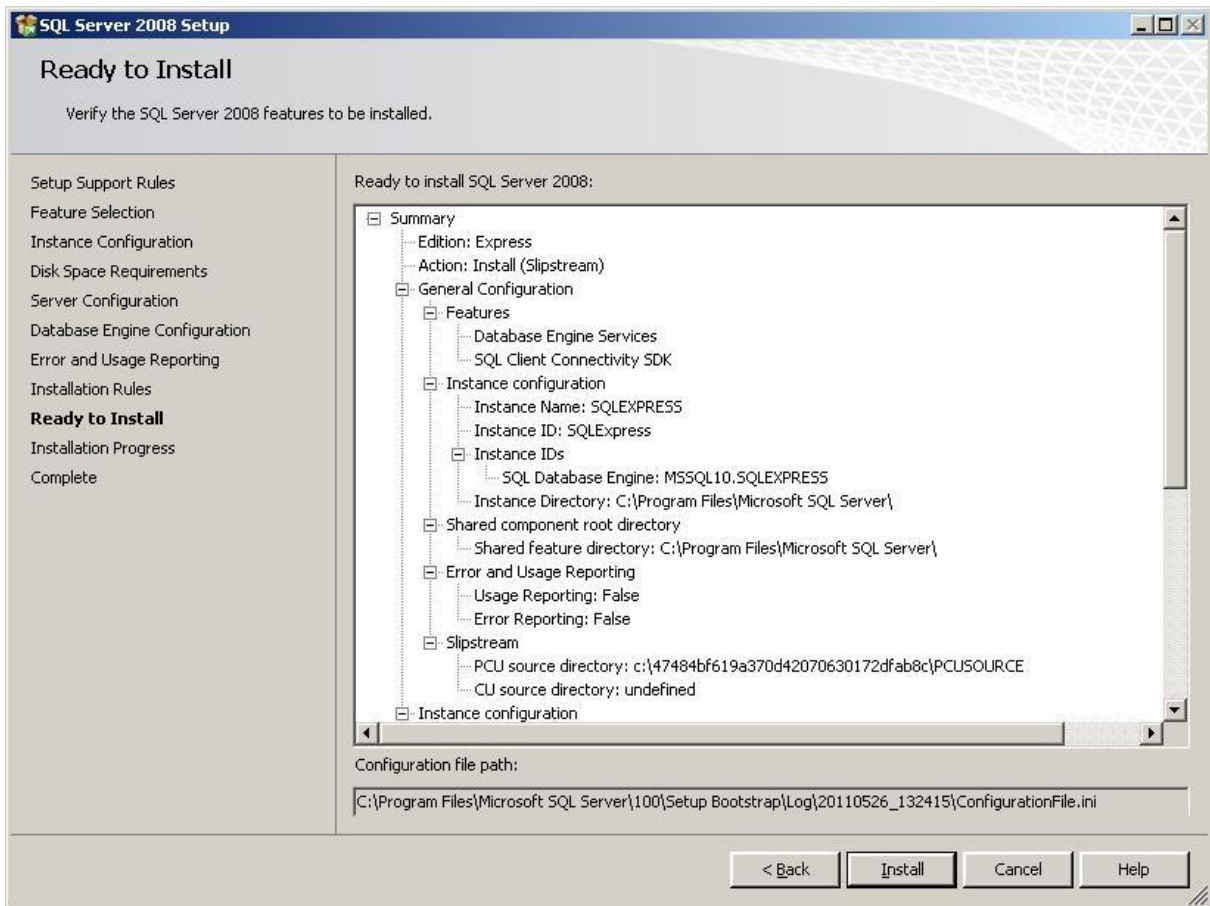 SQL Server 2008 Setup
Ready to Install
Verify the SQL Server 2008 features to be installed.
Setup Support Rules
Feature Selection
Instance Configuration
Disk Space Requirements
Server Configuration
Database Engine Configuration
Error and Usage Reporting
Installation Rules
Ready to Install
Installation Progress
Complete
Ready to install SQL Server 2008:
Summary
Edition: Express
Action: Install (Slipstream)
General Configuration
Features
Database Engine Services
SQL Client Connectivity SDK
Instance configuration
Instance Name: SQLEXPRESS
Instance ID: SQLExpress
Instance IDs
SQL Database Engine: MSSQL10.SQLEXPRESS
Instance Directory: C:\Program Files\Microsoft SQL Server\
Shared component root directory
Shared feature directory: C:\Program Files\Microsoft SQL Server\
Error and Usage Reporting
Usage Reporting: False
Error Reporting: False
Slipstream
PCU source directory: c:\47484bf619a370d42070630172dfab8c\PCUSOURCE
CU source directory: undefined
Instance configuration
Configuration file path:
C:\Program Files\Microsoft SQL Server\100\Setup Bootstrap\Log\20110526_132415\ConfigurationFile.ini
< Back
Install
Cancel
Help